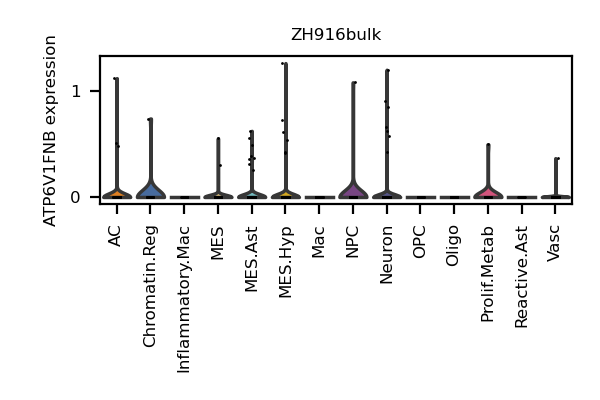 ZH916bulk
ATP6V1FNB expression
1
0
AC
Chromatin.Reg
Inflammatory.Mac
MES
MES.Ast
MES.Hyp
Mac
NPC
Neuron
OPC
Oligo
Prolif.Metab
Reactive.Ast
Vasc